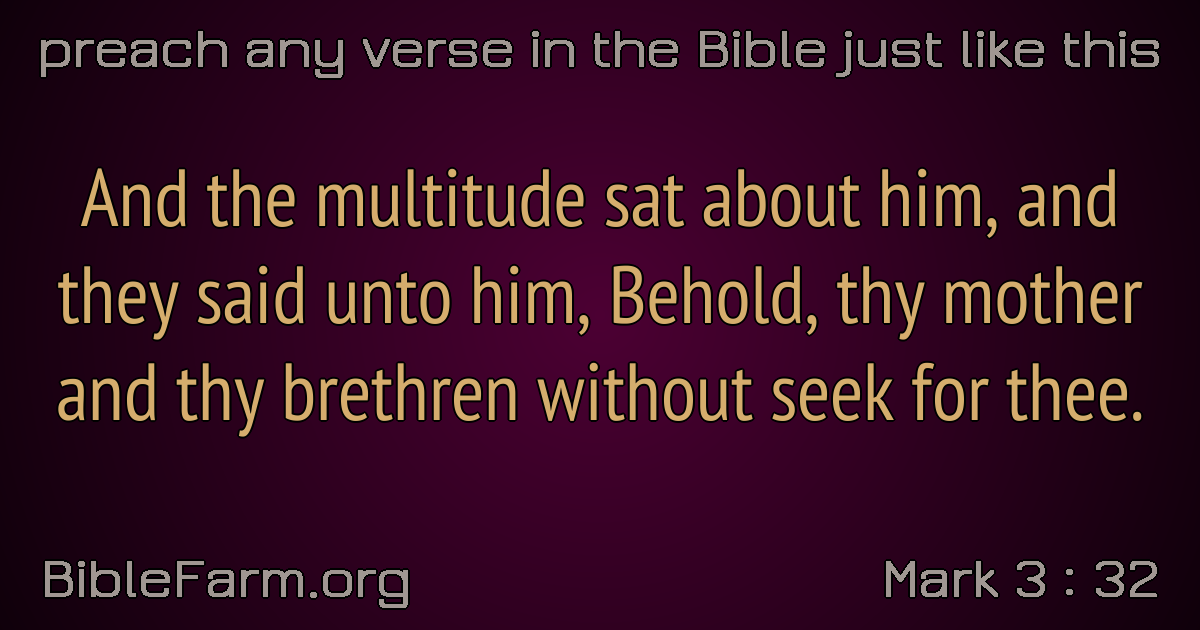 preach any verse in the Bible just like this
And the multitude sat about him, and
they said unto him, Behold, thy mother
and thy brethren without seek for thee.
BibleFarm.org
Mark 3 : 32